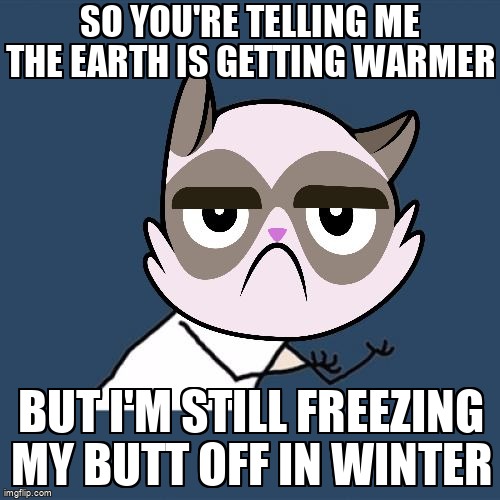 SO YOU'RE TELLING ME
THE EARTH IS GETTING WARMER
BUT I'M STILL FREEZING
MY BUTT OFF IN WINTER
imgflip.com